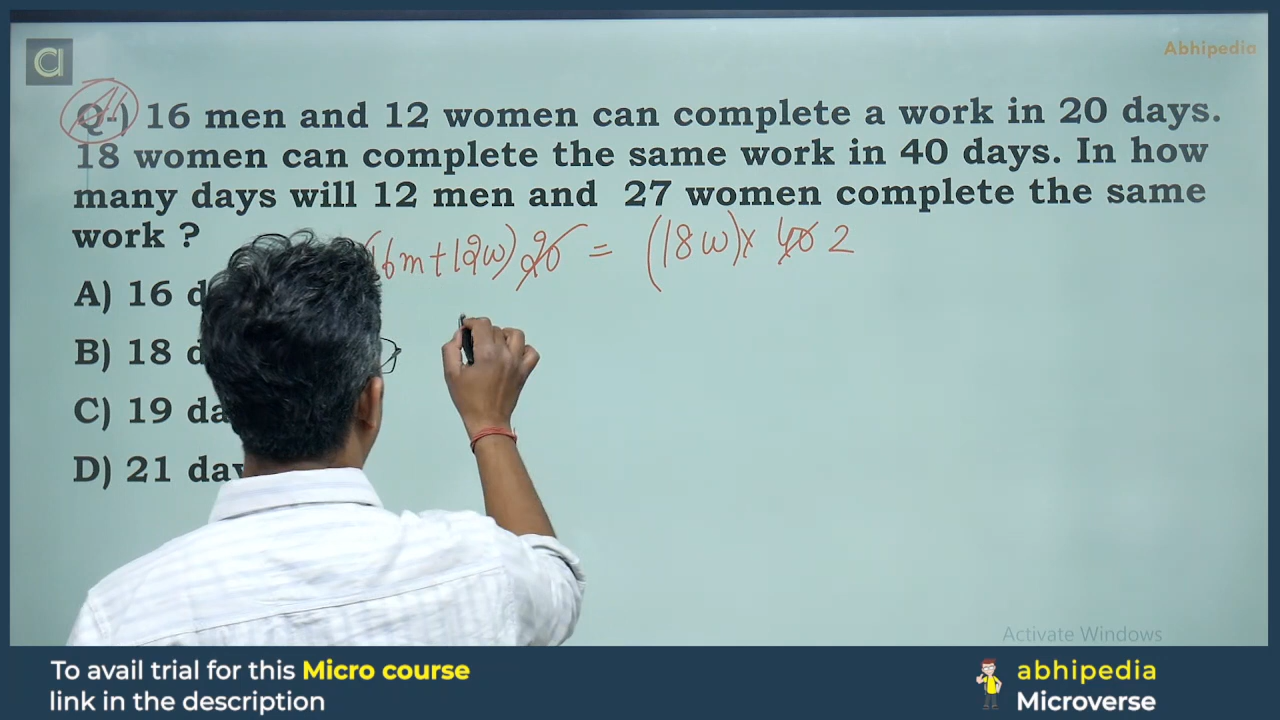 Abhipedia
Q-) 16 men and 12 women can complete a work in 20 days.
18 women can complete the same work in 40 days. In how
many days will 12 men and 27 women complete the same
work ?
16m + 12w) 20 = (18w) x 40 2
A) 16 d
B) 18 d
C) 19 da
D) 21 day
Activate Windows
To avail trial for this Micro course
link in the description
abhipedia
Microverse